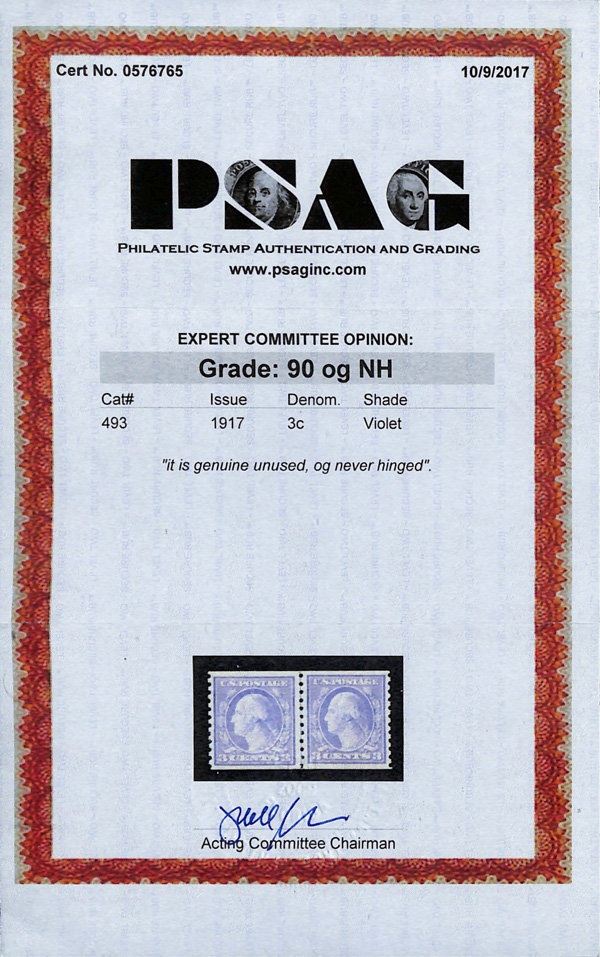 Cert No. 0576765 10/9/2017
PSAG
PHILATELIC STAMP AUTHENTICATION AND GRADING
www.psaginc.com
EXPERT COMMITTEE OPINION:
Grade: 90 og NH
Cat# Issue Denom. Shade
493 1917 3c Violet
"it is genuine unused, og never hinged".
U.S. POSTAGE U.S. POSTAGE
3 CENTS 3 3 CENTS 3
Acting Committee Chairman